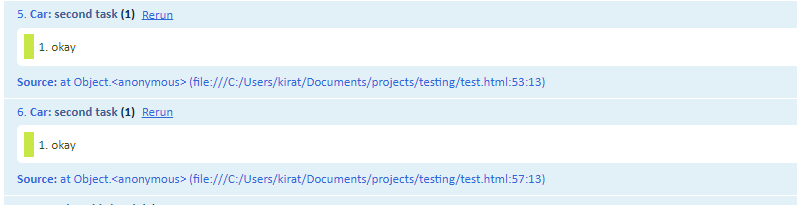 5. Car: second task (1) Rerun
1. okay
Source: at Object.<anonymous> (file:///C:/Users/kirat/Documents/projects/testing/test.html:53:13)
6. Car: second task (1) Rerun
1. okay
Source: at Object.<anonymous> (file:///C:/Users/kirat/Documents/projects/testing/test.html:57:13)